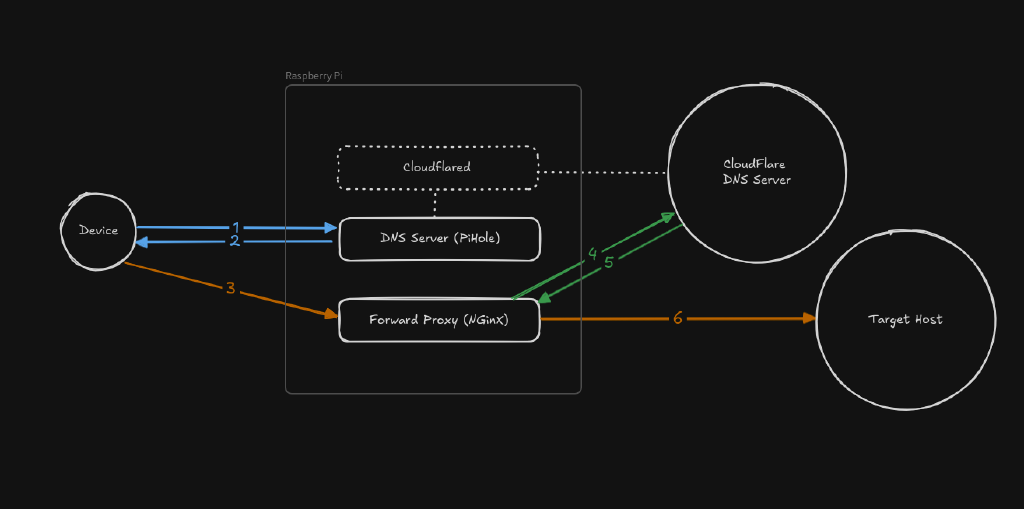 Raspberry Pi
Cloudflared
CloudFlare
DNS Server
Device
1
2
DNS Server (PiHole)
4
5
3
Forward Proxy (NGinX)
6
Target Host